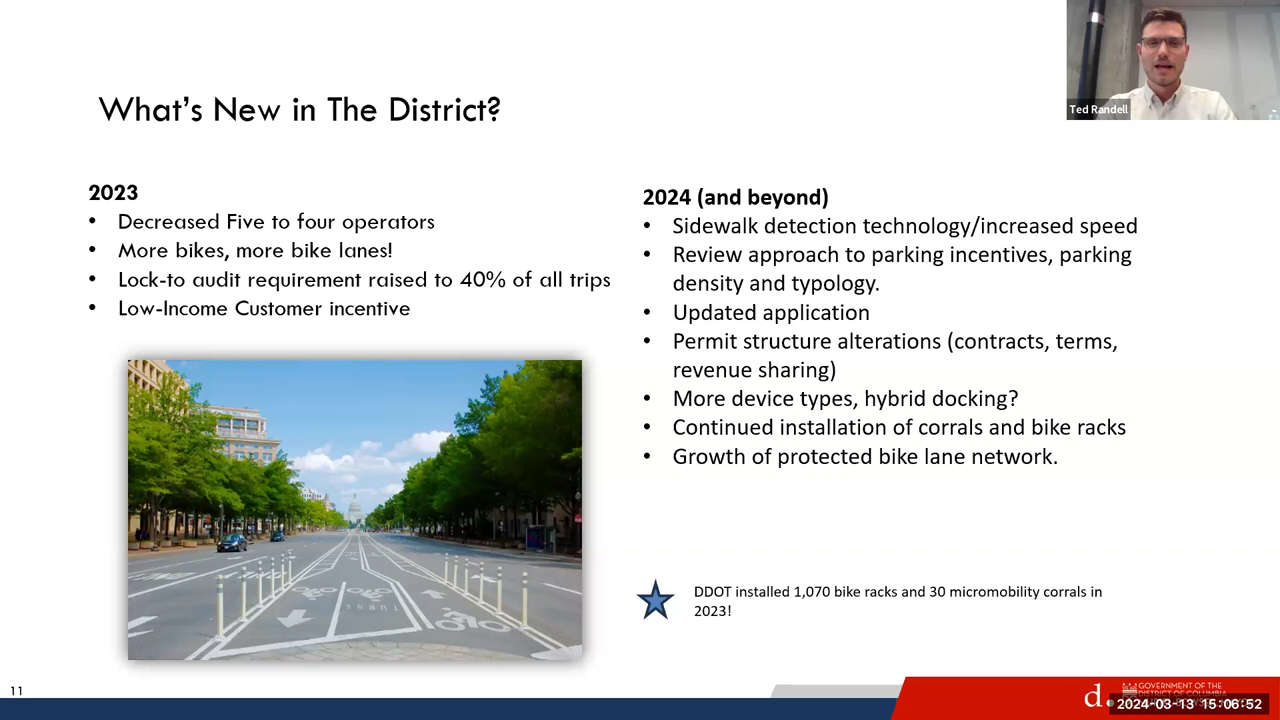 Ted Randell
What's New in The District?
2023
• Decreased Five to four operators
• More bikes, more bike lanes!
• Lock-to audit requirement raised to 40% of all trips
• Low-Income Customer incentive
2024 (and beyond)
• Sidewalk detection technology/increased speed
• Review approach to parking incentives, parking
density and typology.
• Updated application
• Permit structure alterations (contracts, terms,
revenue sharing)
• More device types, hybrid docking?
• Continued installation of corrals and bike racks
• Growth of protected bike lane network.
DDOT installed 1,070 bike racks and 30 micromobility corrals in
2023!
11
d.
GOVERNMENT OF THE
DISTRICT OF COLUMBIA
2024-03-13 15:06:52